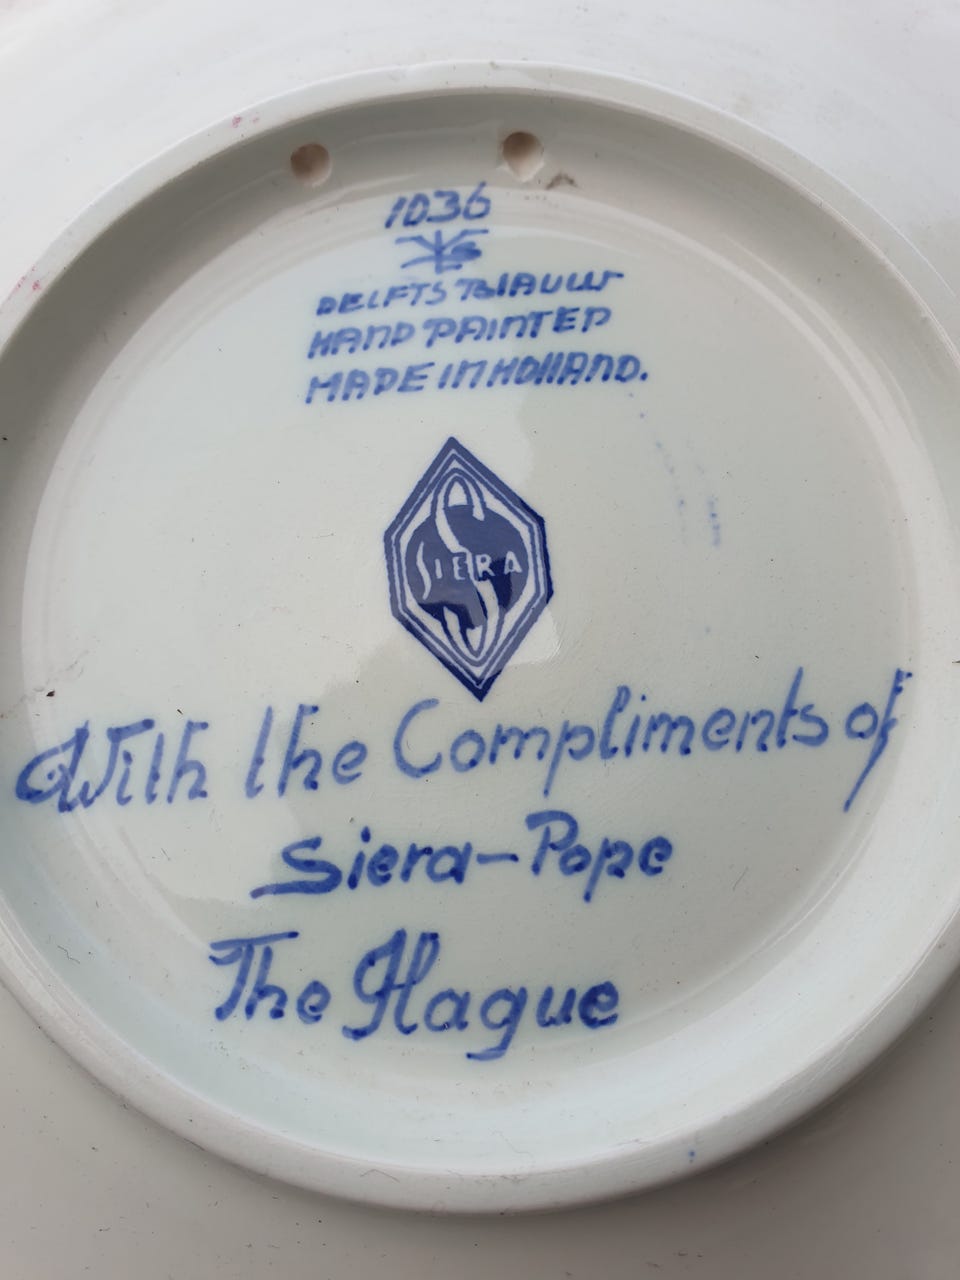 1036
DELFTS BLAUW
HAND PAINTED
MADE IN HOLLAND.
SIERA
With the Compliments of
Siera-Pope
The Hague